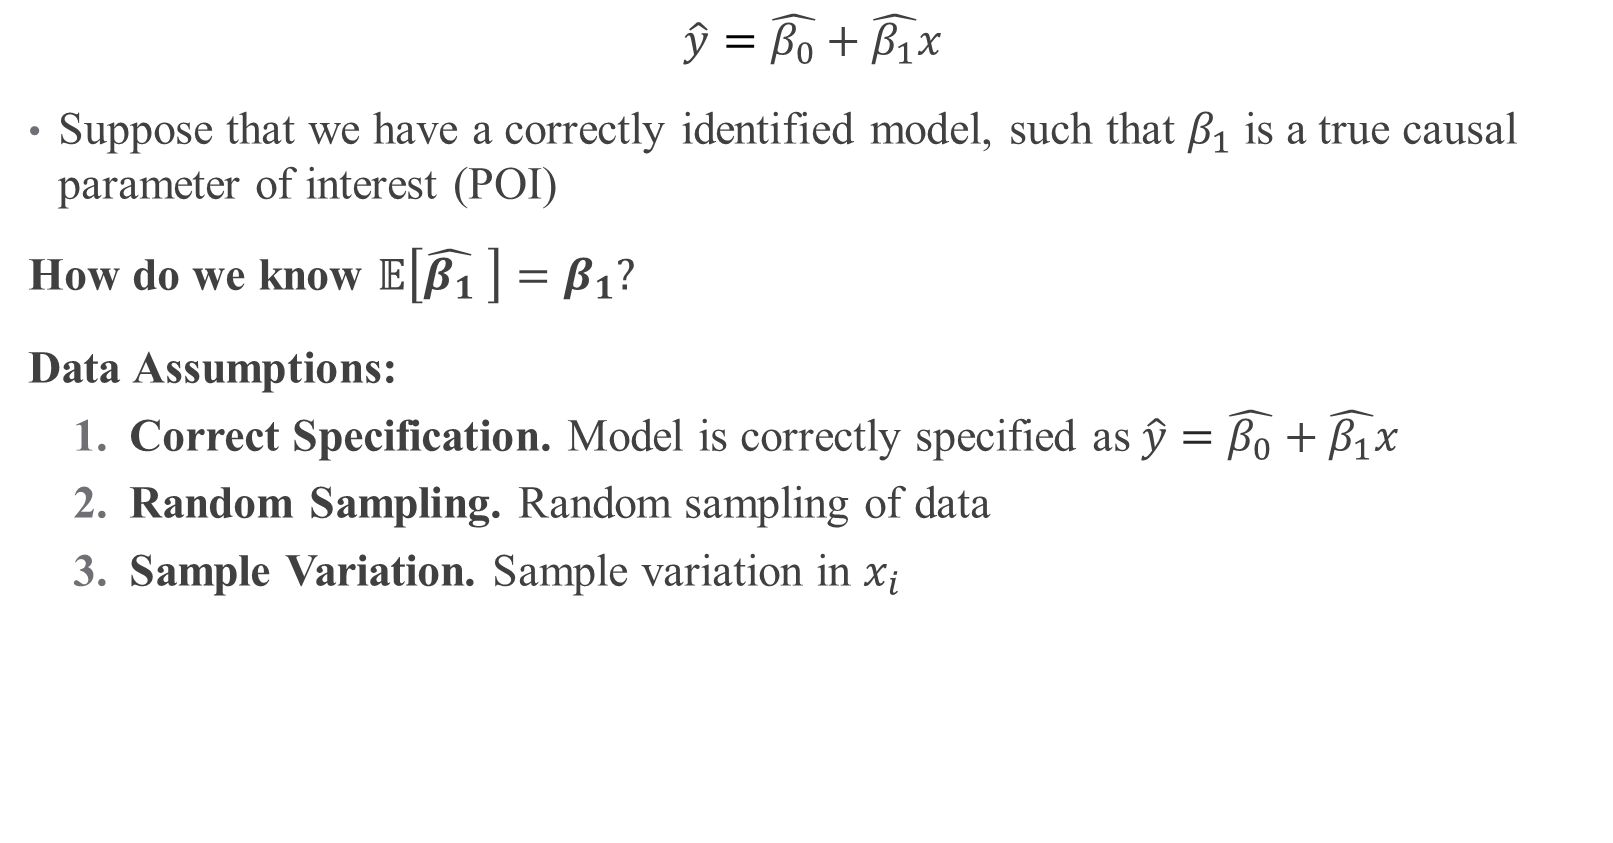 ŷ = β̂₀ + β̂₁x
• Suppose that we have a correctly identified model, such that β₁ is a true causal
parameter of interest (POI)
How do we know 𝔼[β̂₁] = β₁?
Data Assumptions:
1. Correct Specification. Model is correctly specified as ŷ = β̂₀ + β̂₁x
2. Random Sampling. Random sampling of data
3. Sample Variation. Sample variation in xᵢ